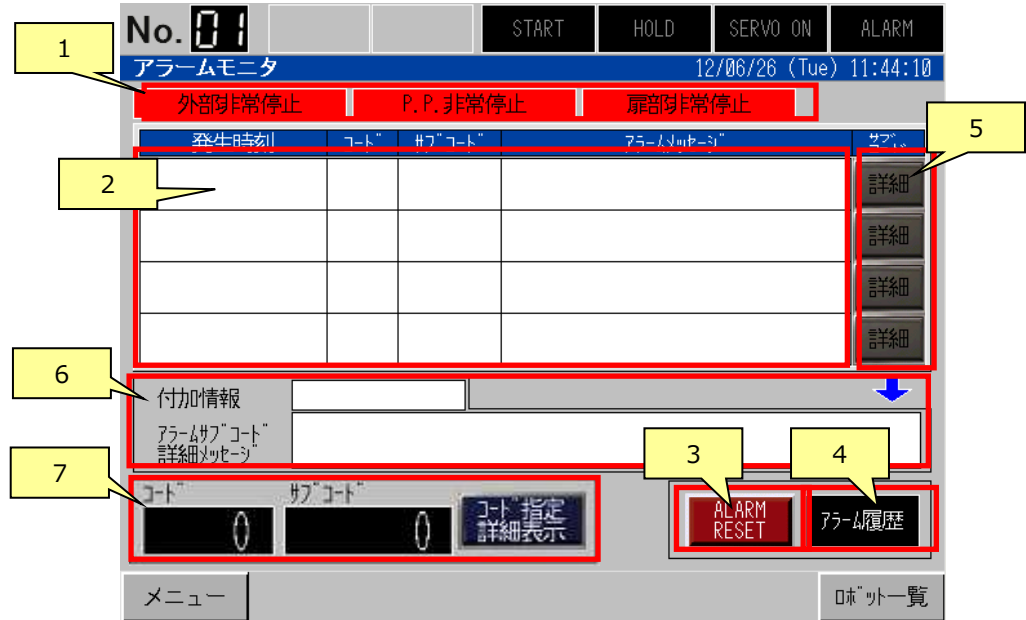 No. 01 START HOLD SERVO ON ALARM
アラームモニタ 12/06/26 (Tue) 11:44:10
1
外部非常停止 P.P.非常停止 扉部非常停止
5
発生時刻 ｺｰﾄﾞ ｻﾌﾞｺｰﾄﾞ ｱﾗｰﾑﾒｯｾｰｼﾞ ｻﾌﾞ
2
詳細
詳細
詳細
詳細
6
付加情報
ｱﾗｰﾑｻﾌﾞｺｰﾄﾞ
詳細ﾒｯｾｰｼﾞ
7
3
4
ｺｰﾄﾞ ｻﾌﾞｺｰﾄﾞ
0 0
ｺｰﾄﾞ指定
詳細表示
ALARM
RESET
ｱﾗｰﾑ履歴
メニュー ﾛﾎﾞｯﾄ一覧